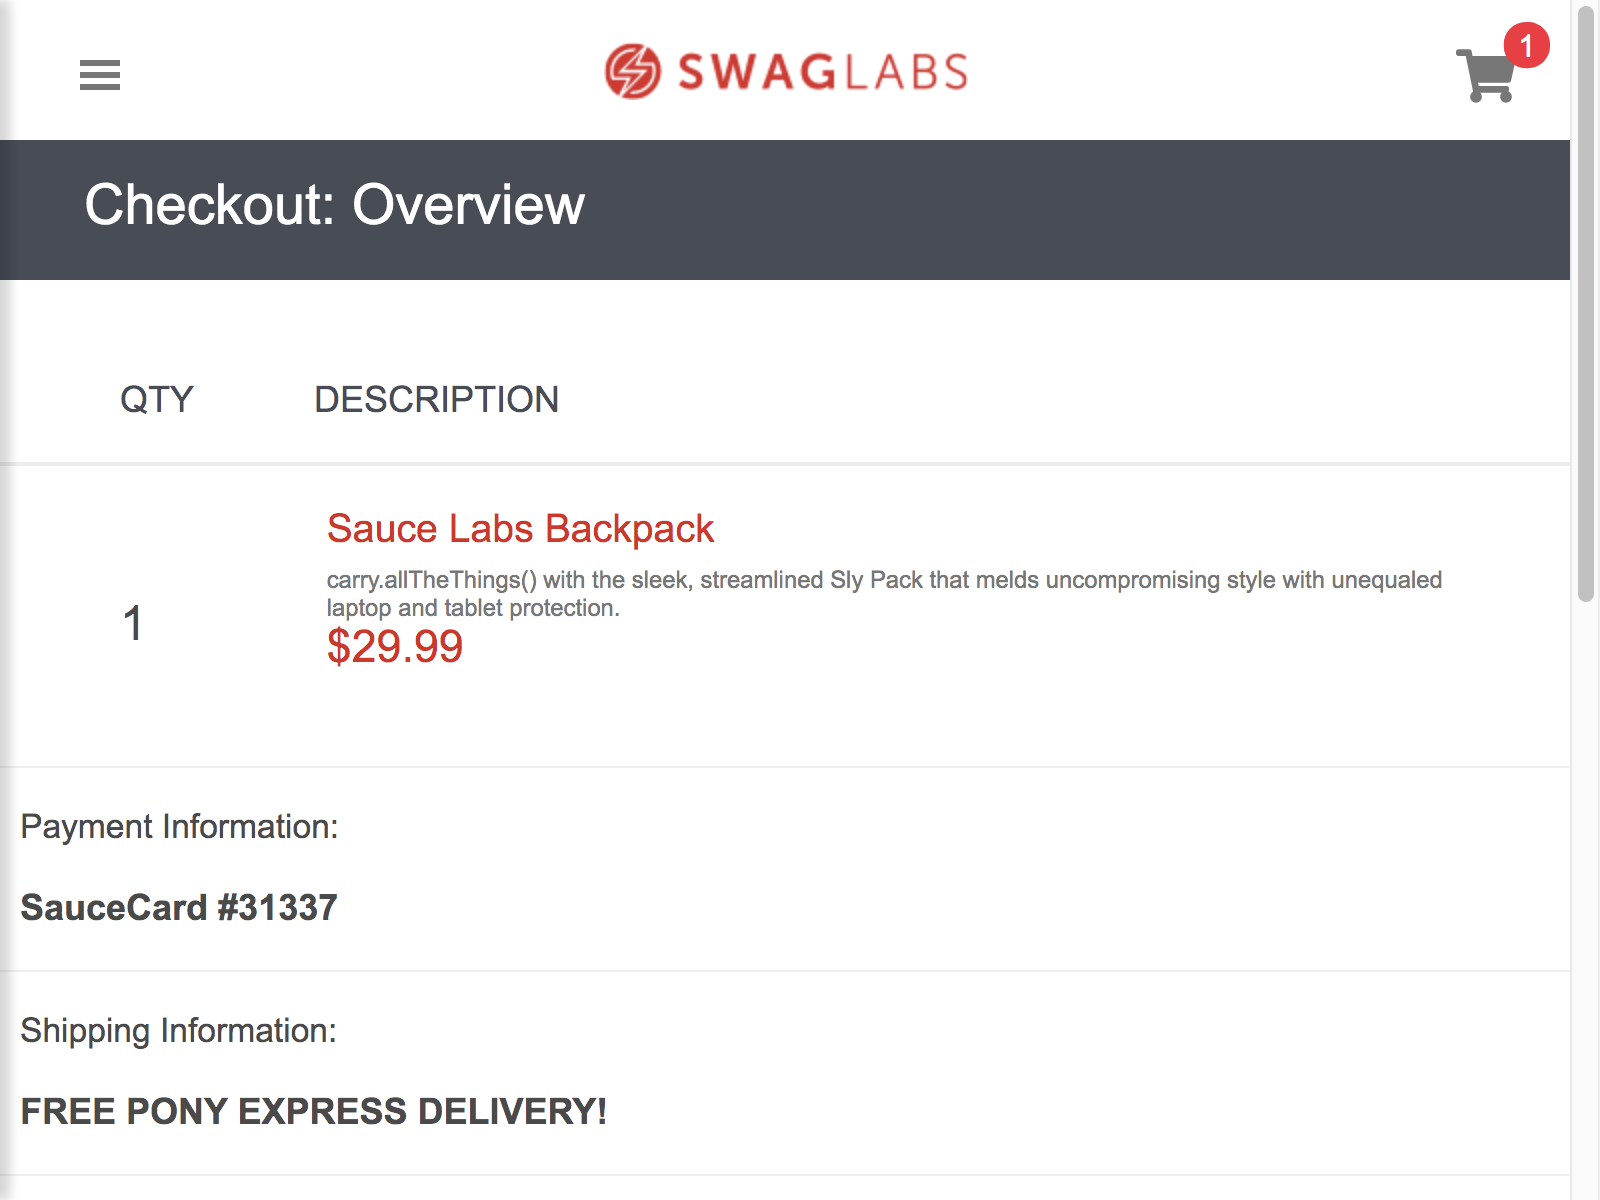 SWAGLABS
1
Checkout: Overview
QTY DESCRIPTION
Sauce Labs Backpack
carry.allTheThings() with the sleek, streamlined Sly Pack that melds uncompromising style with unequaled
laptop and tablet protection.
1
$29.99
Payment Information:
SauceCard #31337
Shipping Information:
FREE PONY EXPRESS DELIVERY!